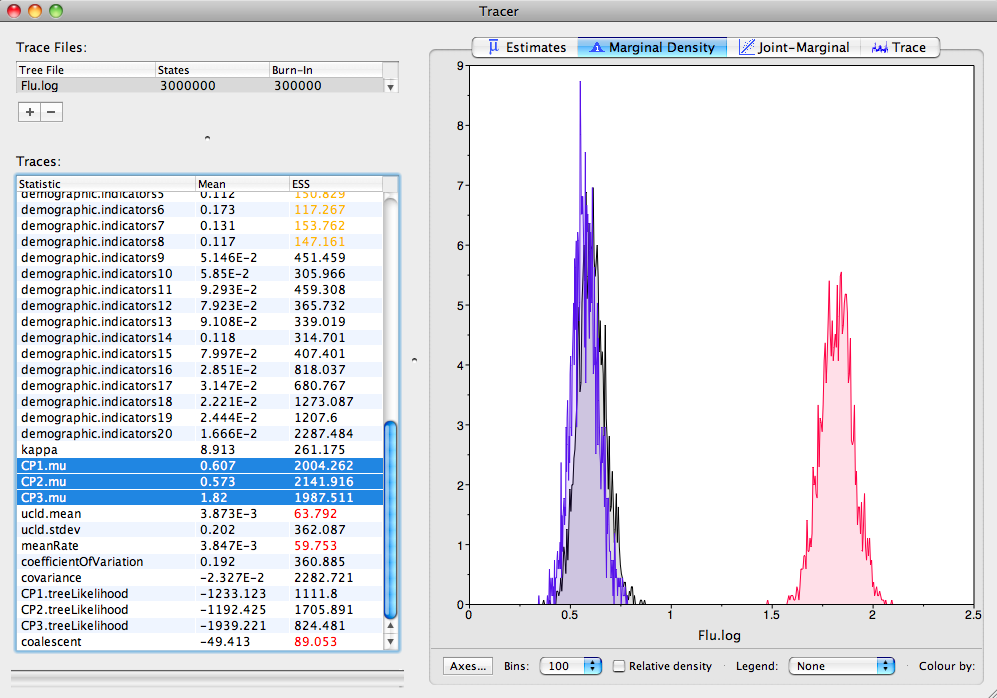 Tracer
Trace Files:
Tree File States Burn-In
Flu.log 3000000 300000
+ −
Traces:
Statistic Mean ESS
demographic.indicators5 0.112 150.829
demographic.indicators6 0.173 117.267
demographic.indicators7 0.131 153.762
demographic.indicators8 0.117 147.161
demographic.indicators9 5.146E-2 451.459
demographic.indicators10 5.85E-2 305.966
demographic.indicators11 9.293E-2 459.308
demographic.indicators12 7.923E-2 365.732
demographic.indicators13 9.108E-2 339.019
demographic.indicators14 0.118 314.701
demographic.indicators15 7.997E-2 407.401
demographic.indicators16 2.851E-2 818.037
demographic.indicators17 3.147E-2 680.767
demographic.indicators18 2.221E-2 1273.087
demographic.indicators19 2.444E-2 1207.6
demographic.indicators20 1.666E-2 2287.484
kappa 8.913 261.175
CP1.mu 0.607 2004.262
CP2.mu 0.573 2141.916
CP3.mu 1.82 1987.511
ucld.mean 3.873E-3 63.792
ucld.stdev 0.202 362.087
meanRate 3.847E-3 59.753
coefficientOfVariation 0.192 360.885
covariance -2.327E-2 2282.721
CP1.treeLikelihood -1233.123 1111.8
CP2.treeLikelihood -1192.425 1705.891
CP3.treeLikelihood -1939.221 824.481
coalescent -49.413 89.053
μ Estimates Marginal Density Joint-Marginal Trace
9
8
7
6
5
4
3
2
1
0
0 0.5 1 1.5 2 2.5
Flu.log
Axes... Bins: 100 Relative density Legend: None Colour by: